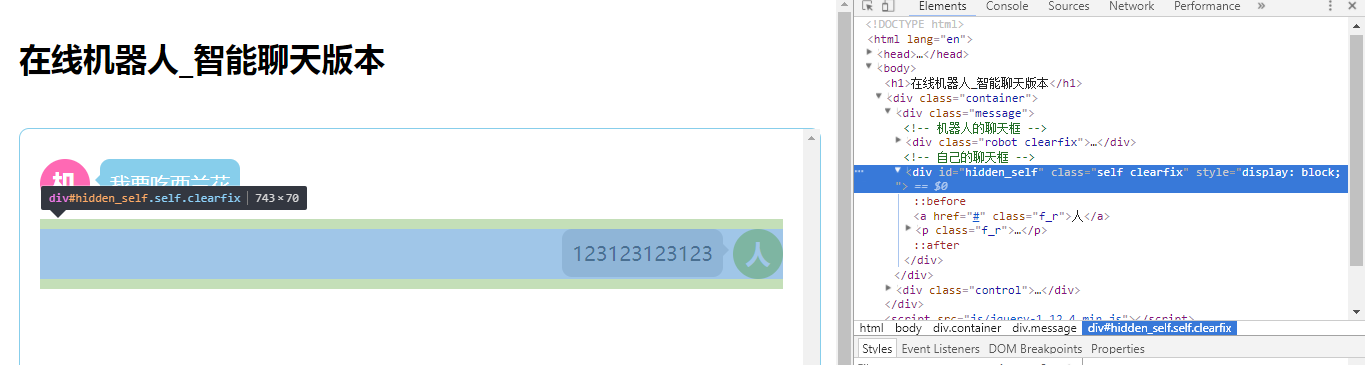 在线机器人_智能聊天版本
机
我要吃西兰花
div#hidden_self.self.clearfix 743 × 70
123123123123
人
Elements Console Sources Network Performance »
<!DOCTYPE html>
<html lang="en">
<head>…</head>
<body>
<h1>在线机器人_智能聊天版本</h1>
<div class="container">
<div class="message">
<!-- 机器人的聊天框 -->
<div class="robot clearfix">…</div>
<!-- 自己的聊天框 -->
<div id="hidden_self" class="self clearfix" style="display: block;
"> == $0
::before
<a href="#" class="f_r">人</a>
<p class="f_r">…</p>
::after
</div>
</div>
<div class="control">…</div>
</div>
<script src="js/jquery-1.12.4.min.js"></script>
html body div.container div.message div#hidden_self.self.clearfix
Styles Event Listeners DOM Breakpoints Properties